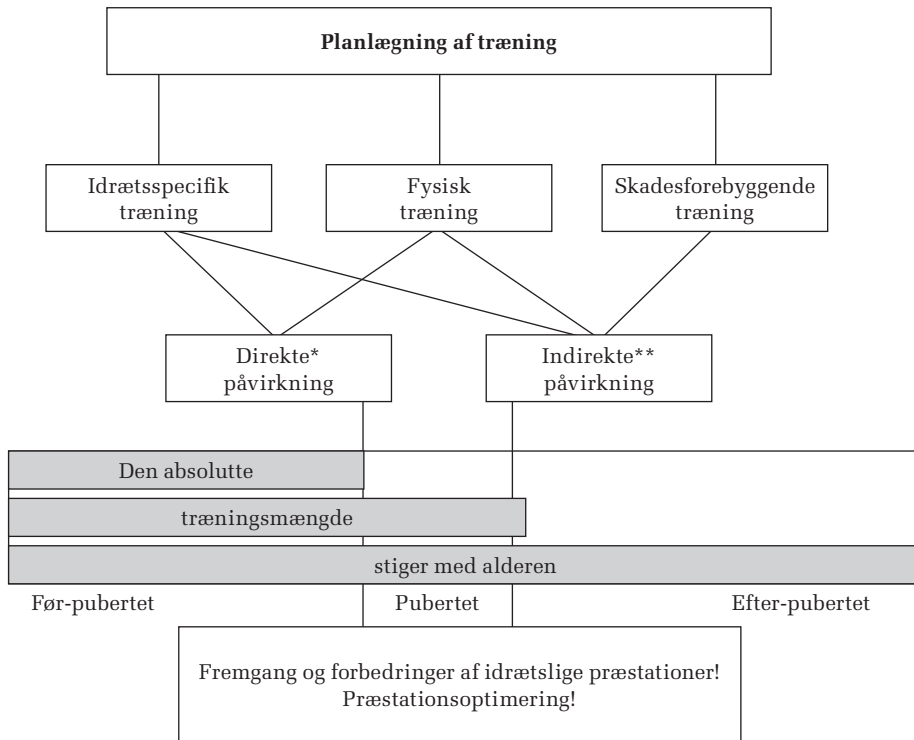 Planlægning af træning
Idrætsspecifik
træning
Fysisk
træning
Skadesforebyggende
træning
Direkte*
påvirkning
Indirekte**
påvirkning
Den absolutte
træningsmængde
stiger med alderen
Før-pubertet
Pubertet
Efter-pubertet
Fremgang og forbedringer af idrætslige præstationer!
Præstationsoptimering!